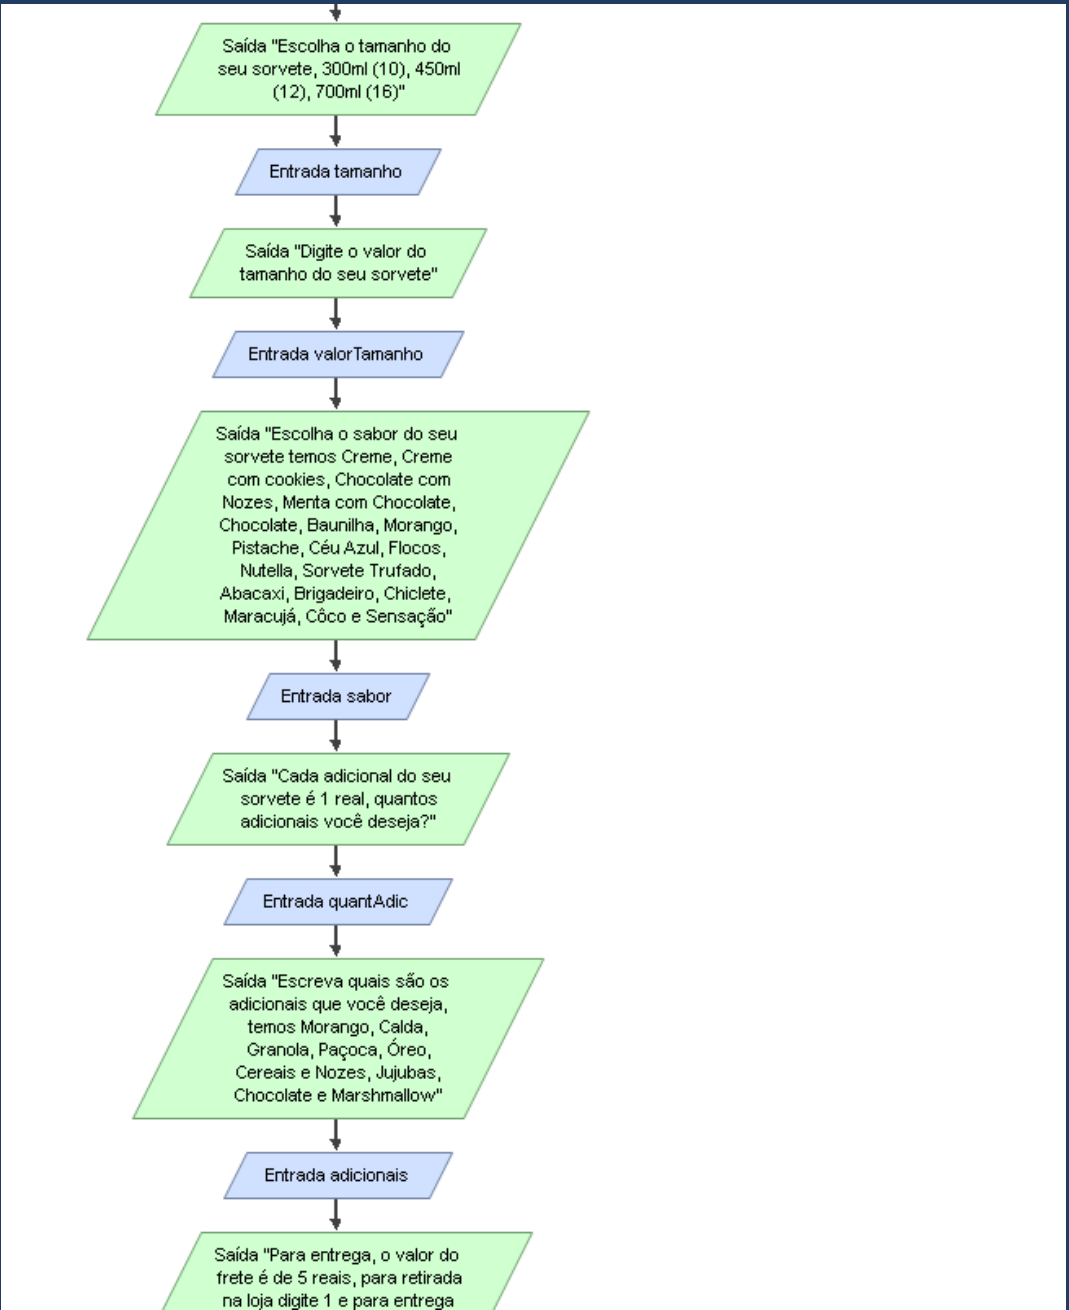 Saída "Escolha o tamanho do
seu sorvete, 300ml (10), 450ml
(12), 700ml (16)"
Entrada tamanho
Saída "Digite o valor do
tamanho do seu sorvete"
Entrada valorTamanho
Saída "Escolha o sabor do seu
sorvete temos Creme, Creme
com cookies, Chocolate com
Nozes, Menta com Chocolate,
Chocolate, Baunilha, Morango,
Pistache, Céu Azul, Flocos,
Nutella, Sorvete Trufado,
Abacaxi, Brigadeiro, Chiclete,
Maracujá, Côco e Sensação"
Entrada sabor
Saída "Cada adicional do seu
sorvete é 1 real, quantos
adicionais você deseja?"
Entrada quantAdic
Saída "Escreva quais são os
adicionais que você deseja,
temos Morango, Calda,
Granola, Paçoca, Óreo,
Cereais e Nozes, Jujubas,
Chocolate e Marshmallow"
Entrada adicionais
Saída "Para entrega, o valor do
frete é de 5 reais, para retirada
na loja digite 1 e para entrega